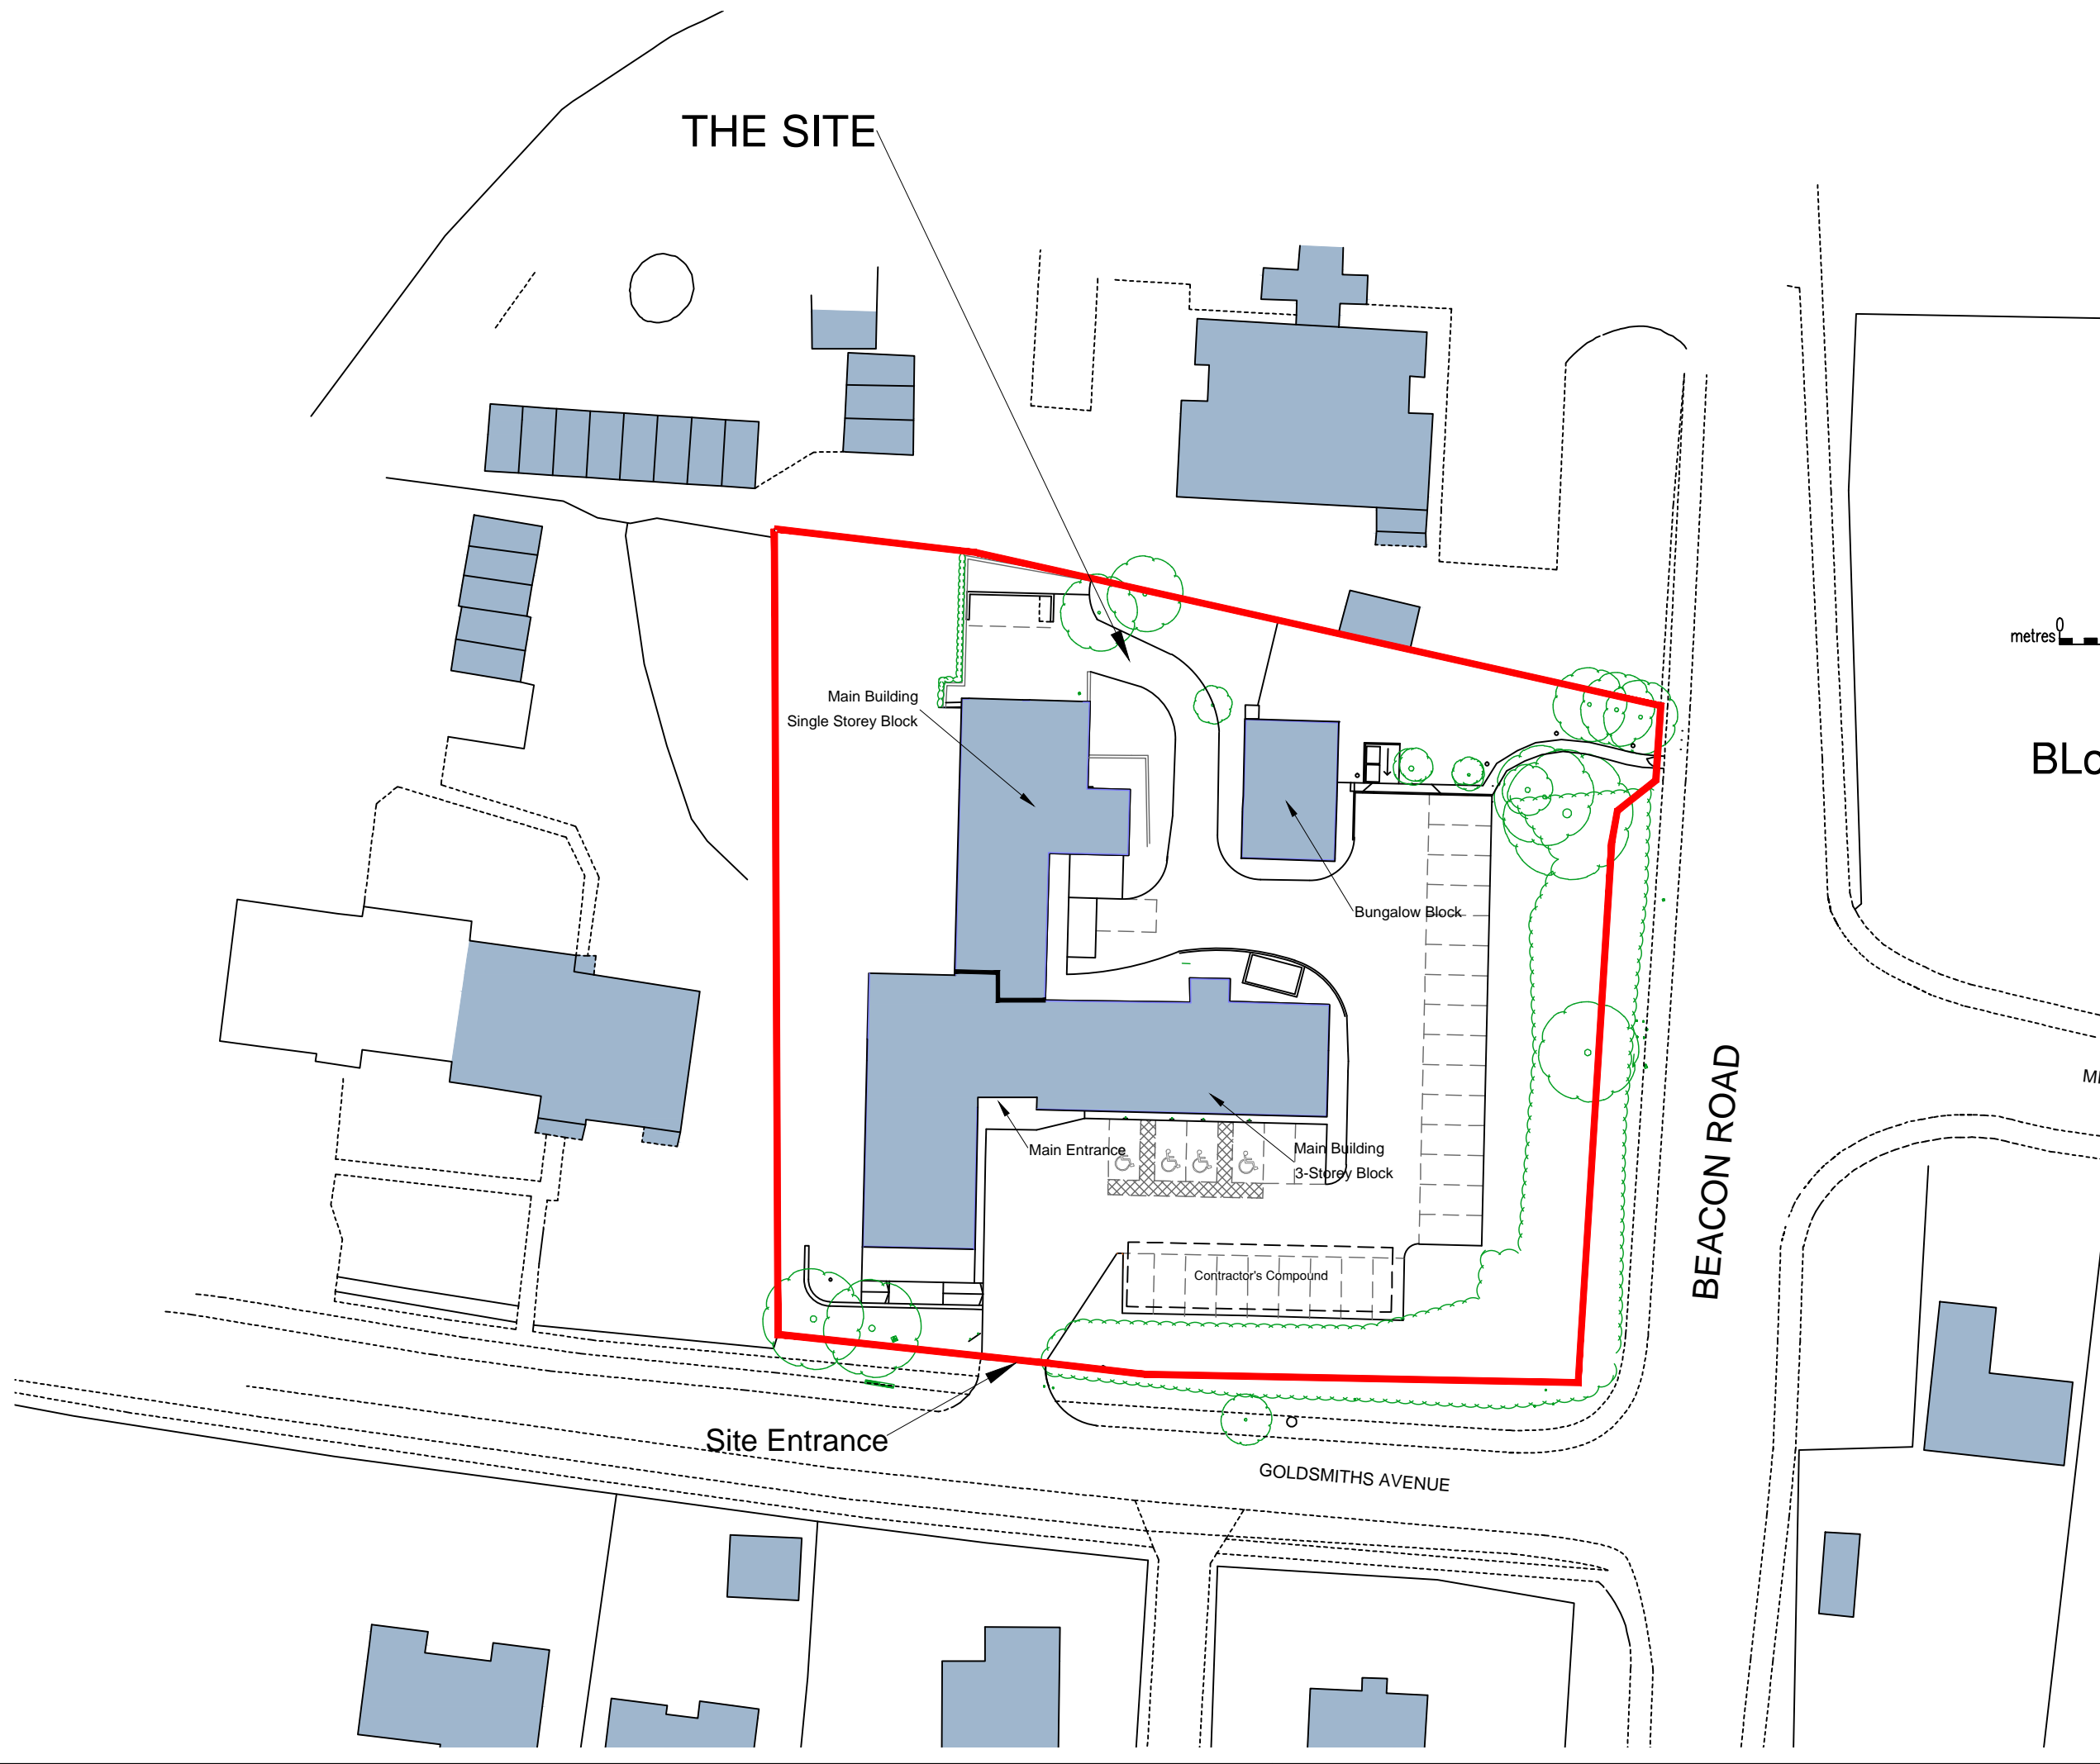 THE SITE
metres 0
Main Building
Single Storey Block
BLo
Bungalow Block
BEACON ROAD
Main Entrance
Main Building
3-Storey Block
Contractor's Compound
Site Entrance
GOLDSMITHS AVENUE